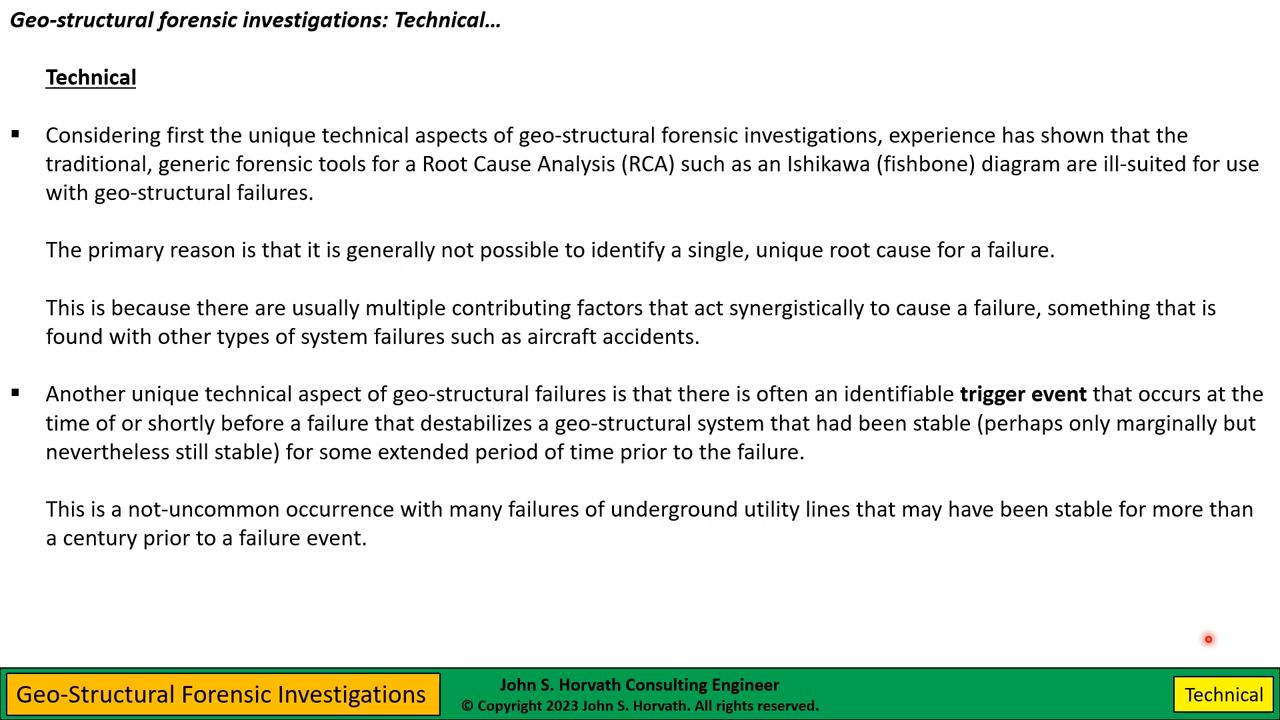 Geo-structural forensic investigations: Technical…
Technical
▪ Considering first the unique technical aspects of geo-structural forensic investigations, experience has shown that the
traditional, generic forensic tools for a Root Cause Analysis (RCA) such as an Ishikawa (fishbone) diagram are ill-suited for use
with geo-structural failures.
The primary reason is that it is generally not possible to identify a single, unique root cause for a failure.
This is because there are usually multiple contributing factors that act synergistically to cause a failure, something that is
found with other types of system failures such as aircraft accidents.
▪ Another unique technical aspect of geo-structural failures is that there is often an identifiable trigger event that occurs at the
time of or shortly before a failure that destabilizes a geo-structural system that had been stable (perhaps only marginally but
nevertheless still stable) for some extended period of time prior to the failure.
This is a not-uncommon occurrence with many failures of underground utility lines that may have been stable for more than
a century prior to a failure event.
Geo-Structural Forensic Investigations
John S. Horvath Consulting Engineer
© Copyright 2023 John S. Horvath. All rights reserved.
Technical